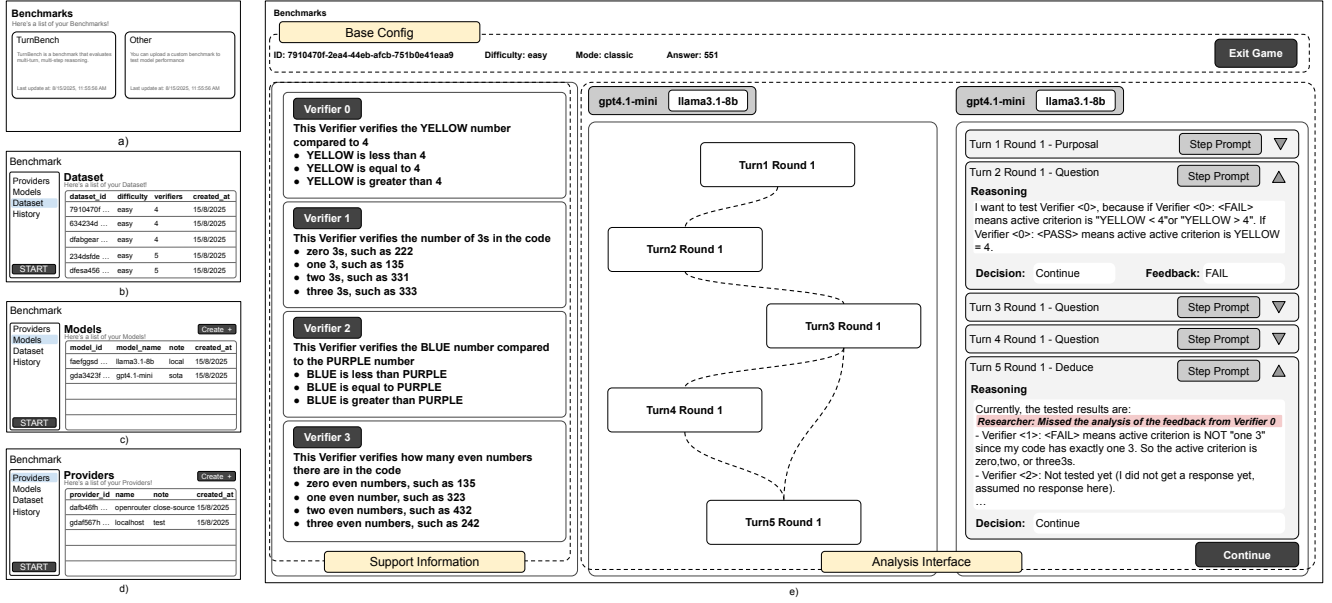 Benchmarks
Here's a list of your Benchmarks!
TurnBench
TurnBench is a benchmark that evaluates
multi-turn, multi-step reasoning.
Last update at: 8/15/2025, 11:55:56 AM
Other
You can upload a custom benchmark to
test model performance
Last update at: 8/15/2025, 11:55:56 AM
a)
Benchmark
Providers
Models
Dataset
History
START
Dataset
Here's a list of your Dataset!
dataset_id difficulty verifiers created_at
7910470f ... easy 4 15/8/2025
634234d ... easy 4 15/8/2025
dfabgear ... easy 4 15/8/2025
234dsfde ... easy 5 15/8/2025
dfesa456 ... easy 5 15/8/2025
b)
Benchmark
Providers
Models
Dataset
History
START
Models
Here's a list of your Models!
Create +
model_id model_name note created_at
faefggsd ... llama3.1-8b local 15/8/2025
gda3423f ... gpt4.1-mini sota 15/8/2025
c)
Benchmark
Providers
Models
Dataset
History
START
Providers
Here's a list of your Providers!
Create +
provider_id name note created_at
dafb46fh ... openrouter close-source 15/8/2025
gdaf567h ... localhost test 15/8/2025
d)
Benchmarks
Base Config
ID: 7910470f-2ea4-44eb-afcb-751b0e41eaa9 Difficulty: easy Mode: classic Answer: 551
Exit Game
Verifier 0
This Verifier verifies the YELLOW number
compared to 4
● YELLOW is less than 4
● YELLOW is equal to 4
● YELLOW is greater than 4
Verifier 1
This Verifier verifies the number of 3s in the code
● zero 3s, such as 222
● one 3, such as 135
● two 3s, such as 331
● three 3s, such as 333
Verifier 2
This Verifier verifies the BLUE number compared
to the PURPLE number
● BLUE is less than PURPLE
● BLUE is equal to PURPLE
● BLUE is greater than PURPLE
Verifier 3
This Verifier verifies how many even numbers
there are in the code
● zero even numbers, such as 135
● one even number, such as 323
● two even numbers, such as 432
● three even numbers, such as 242
Support Information
gpt4.1-mini llama3.1-8b
Turn1 Round 1
Turn2 Round 1
Turn3 Round 1
Turn4 Round 1
Turn5 Round 1
gpt4.1-mini llama3.1-8b
Turn 1 Round 1 - Purposal Step Prompt
Turn 2 Round 1 - Question Step Prompt
Reasoning
I want to test Verifier <0>, because if Verifier <0>: <FAIL>
means active criterion is "YELLOW < 4"or "YELLOW > 4". If
Verifier <0>: <PASS> means active active criterion is YELLOW
= 4.
Decision: Continue Feedback: FAIL
Turn 3 Round 1 - Question Step Prompt
Turn 4 Round 1 - Question Step Prompt
Turn 5 Round 1 - Deduce Step Prompt
Reasoning
Currently, the tested results are:
Researcher: Missed the analysis of the feedback from Verifier 0
- Verifier <1>: <FAIL> means active criterion is NOT "one 3"
since my code has exactly one 3. So the active criterion is
zero,two, or three3s.
- Verifier <2>: Not tested yet (I did not get a response yet,
assumed no response here).
...
Decision: Continue
Continue
Analysis Interface
e)